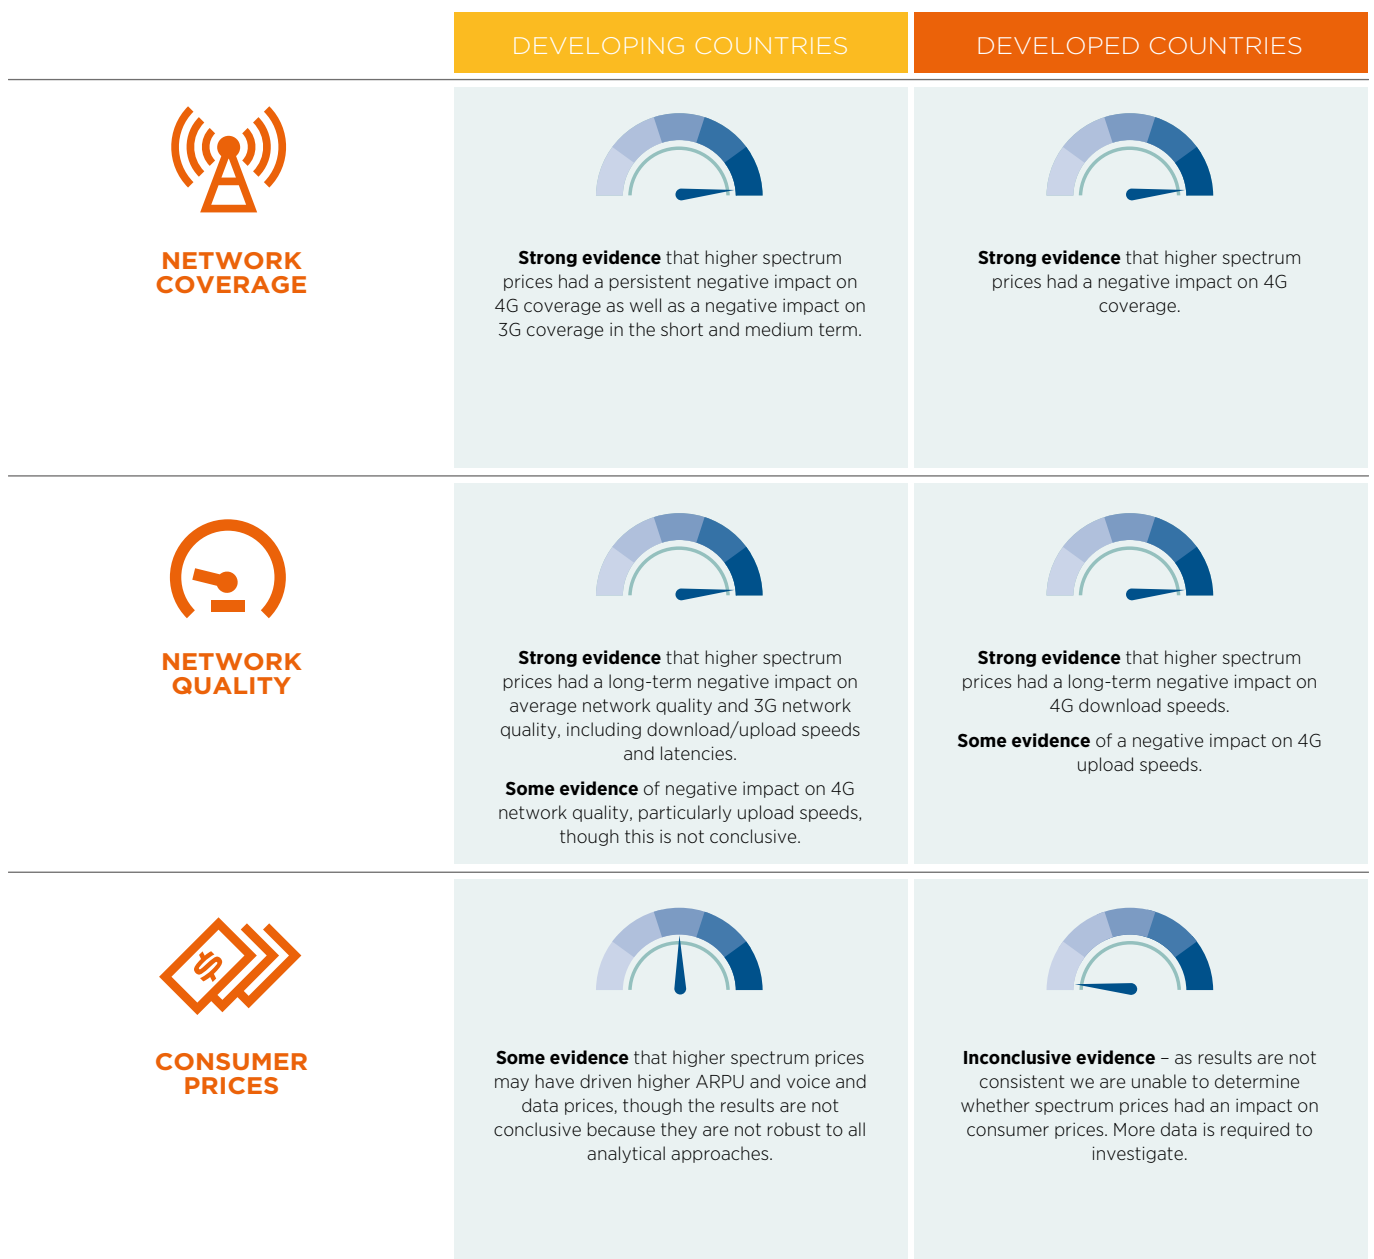 DEVELOPING COUNTRIES
DEVELOPED COUNTRIES
NETWORK
COVERAGE
Strong evidence that higher spectrum
prices had a persistent negative impact on
4G coverage as well as a negative impact on
3G coverage in the short and medium term.
Strong evidence that higher spectrum
prices had a negative impact on 4G
coverage.
NETWORK
QUALITY
Strong evidence that higher spectrum
prices had a long-term negative impact on
average network quality and 3G network
quality, including download/upload speeds
and latencies.
Some evidence of negative impact on 4G
network quality, particularly upload speeds,
though this is not conclusive.
Strong evidence that higher spectrum
prices had a long-term negative impact on
4G download speeds.
Some evidence of a negative impact on 4G
upload speeds.
$
CONSUMER
PRICES
Some evidence that higher spectrum prices
may have driven higher ARPU and voice and
data prices, though the results are not
conclusive because they are not robust to all
analytical approaches.
Inconclusive evidence – as results are not
consistent we are unable to determine
whether spectrum prices had an impact on
consumer prices. More data is required to
investigate.